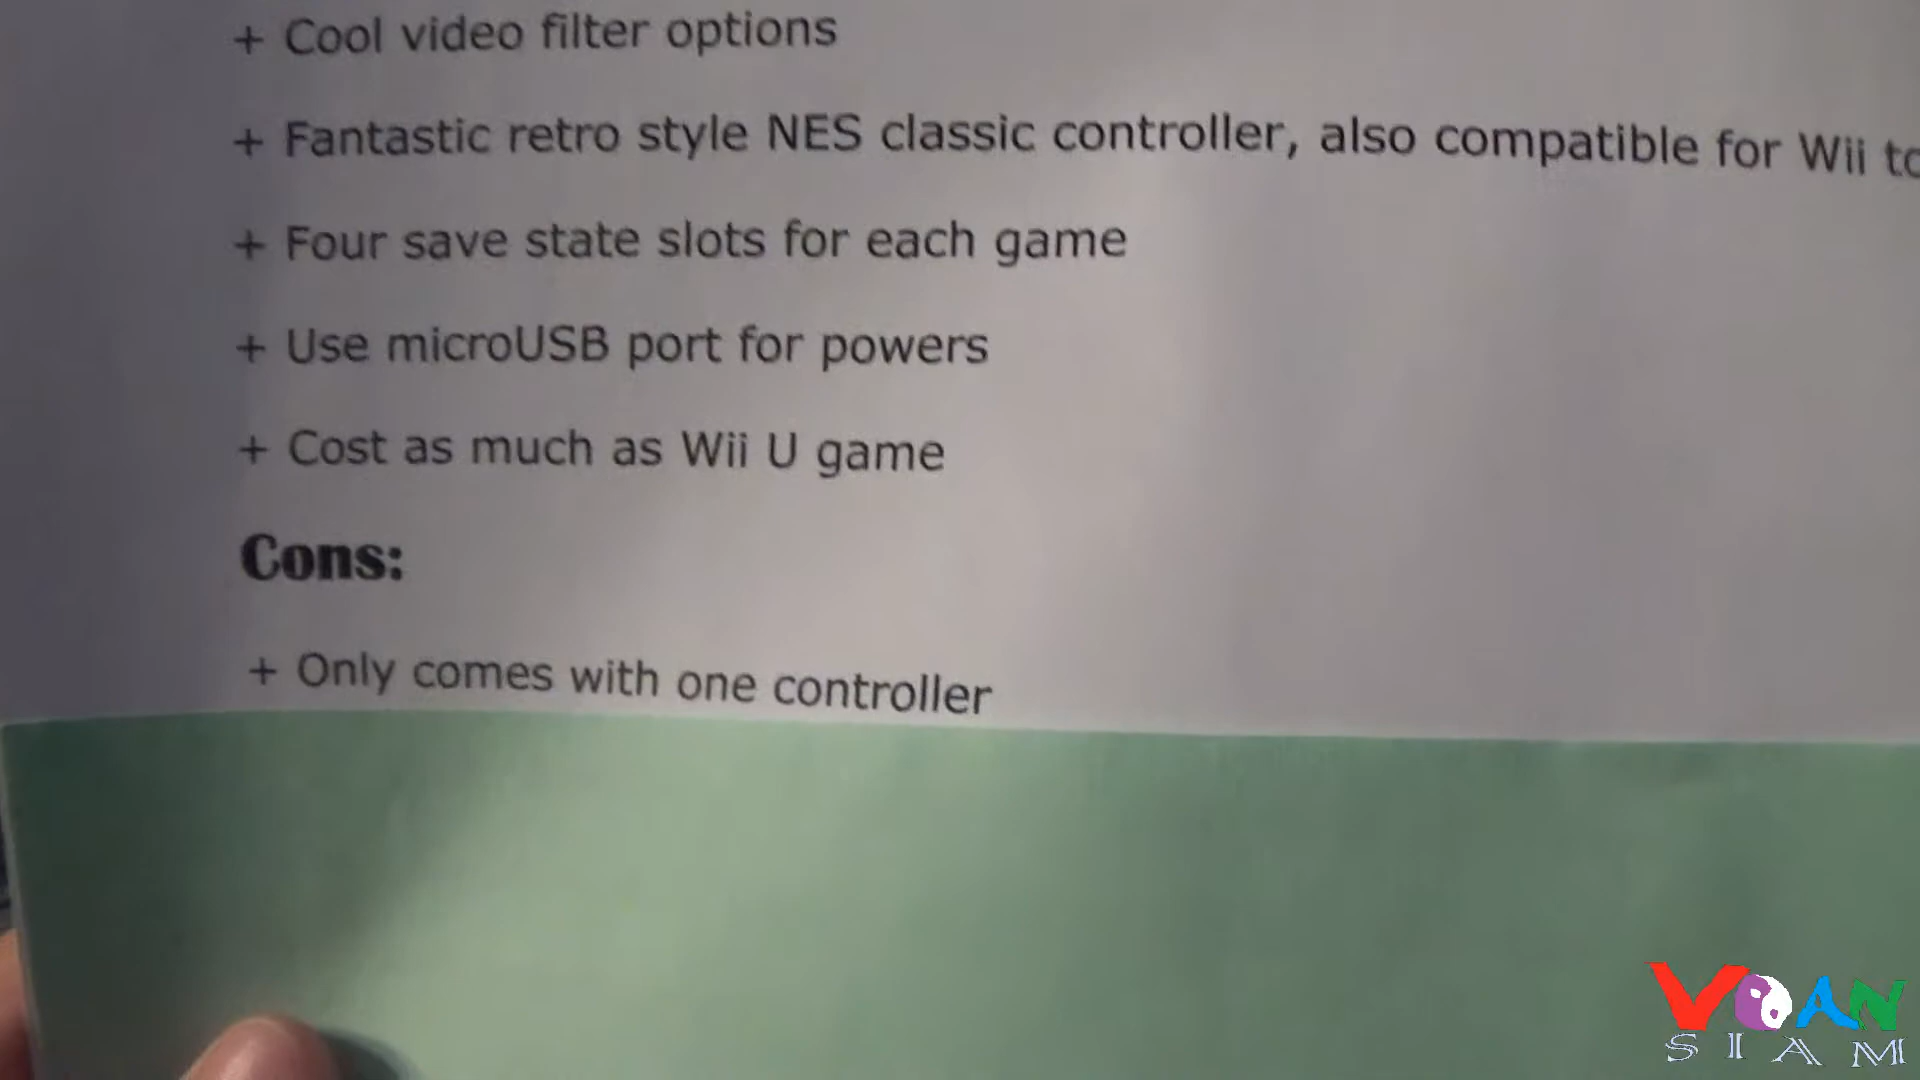 + Cool video filter options
+ Fantastic retro style NES classic controller, also compatible for Wii to
+ Four save state slots for each game
+ Use microUSB port for powers
+ Cost as much as Wii U game
Cons:
+ Only comes with one controller
VOAN
SIAM